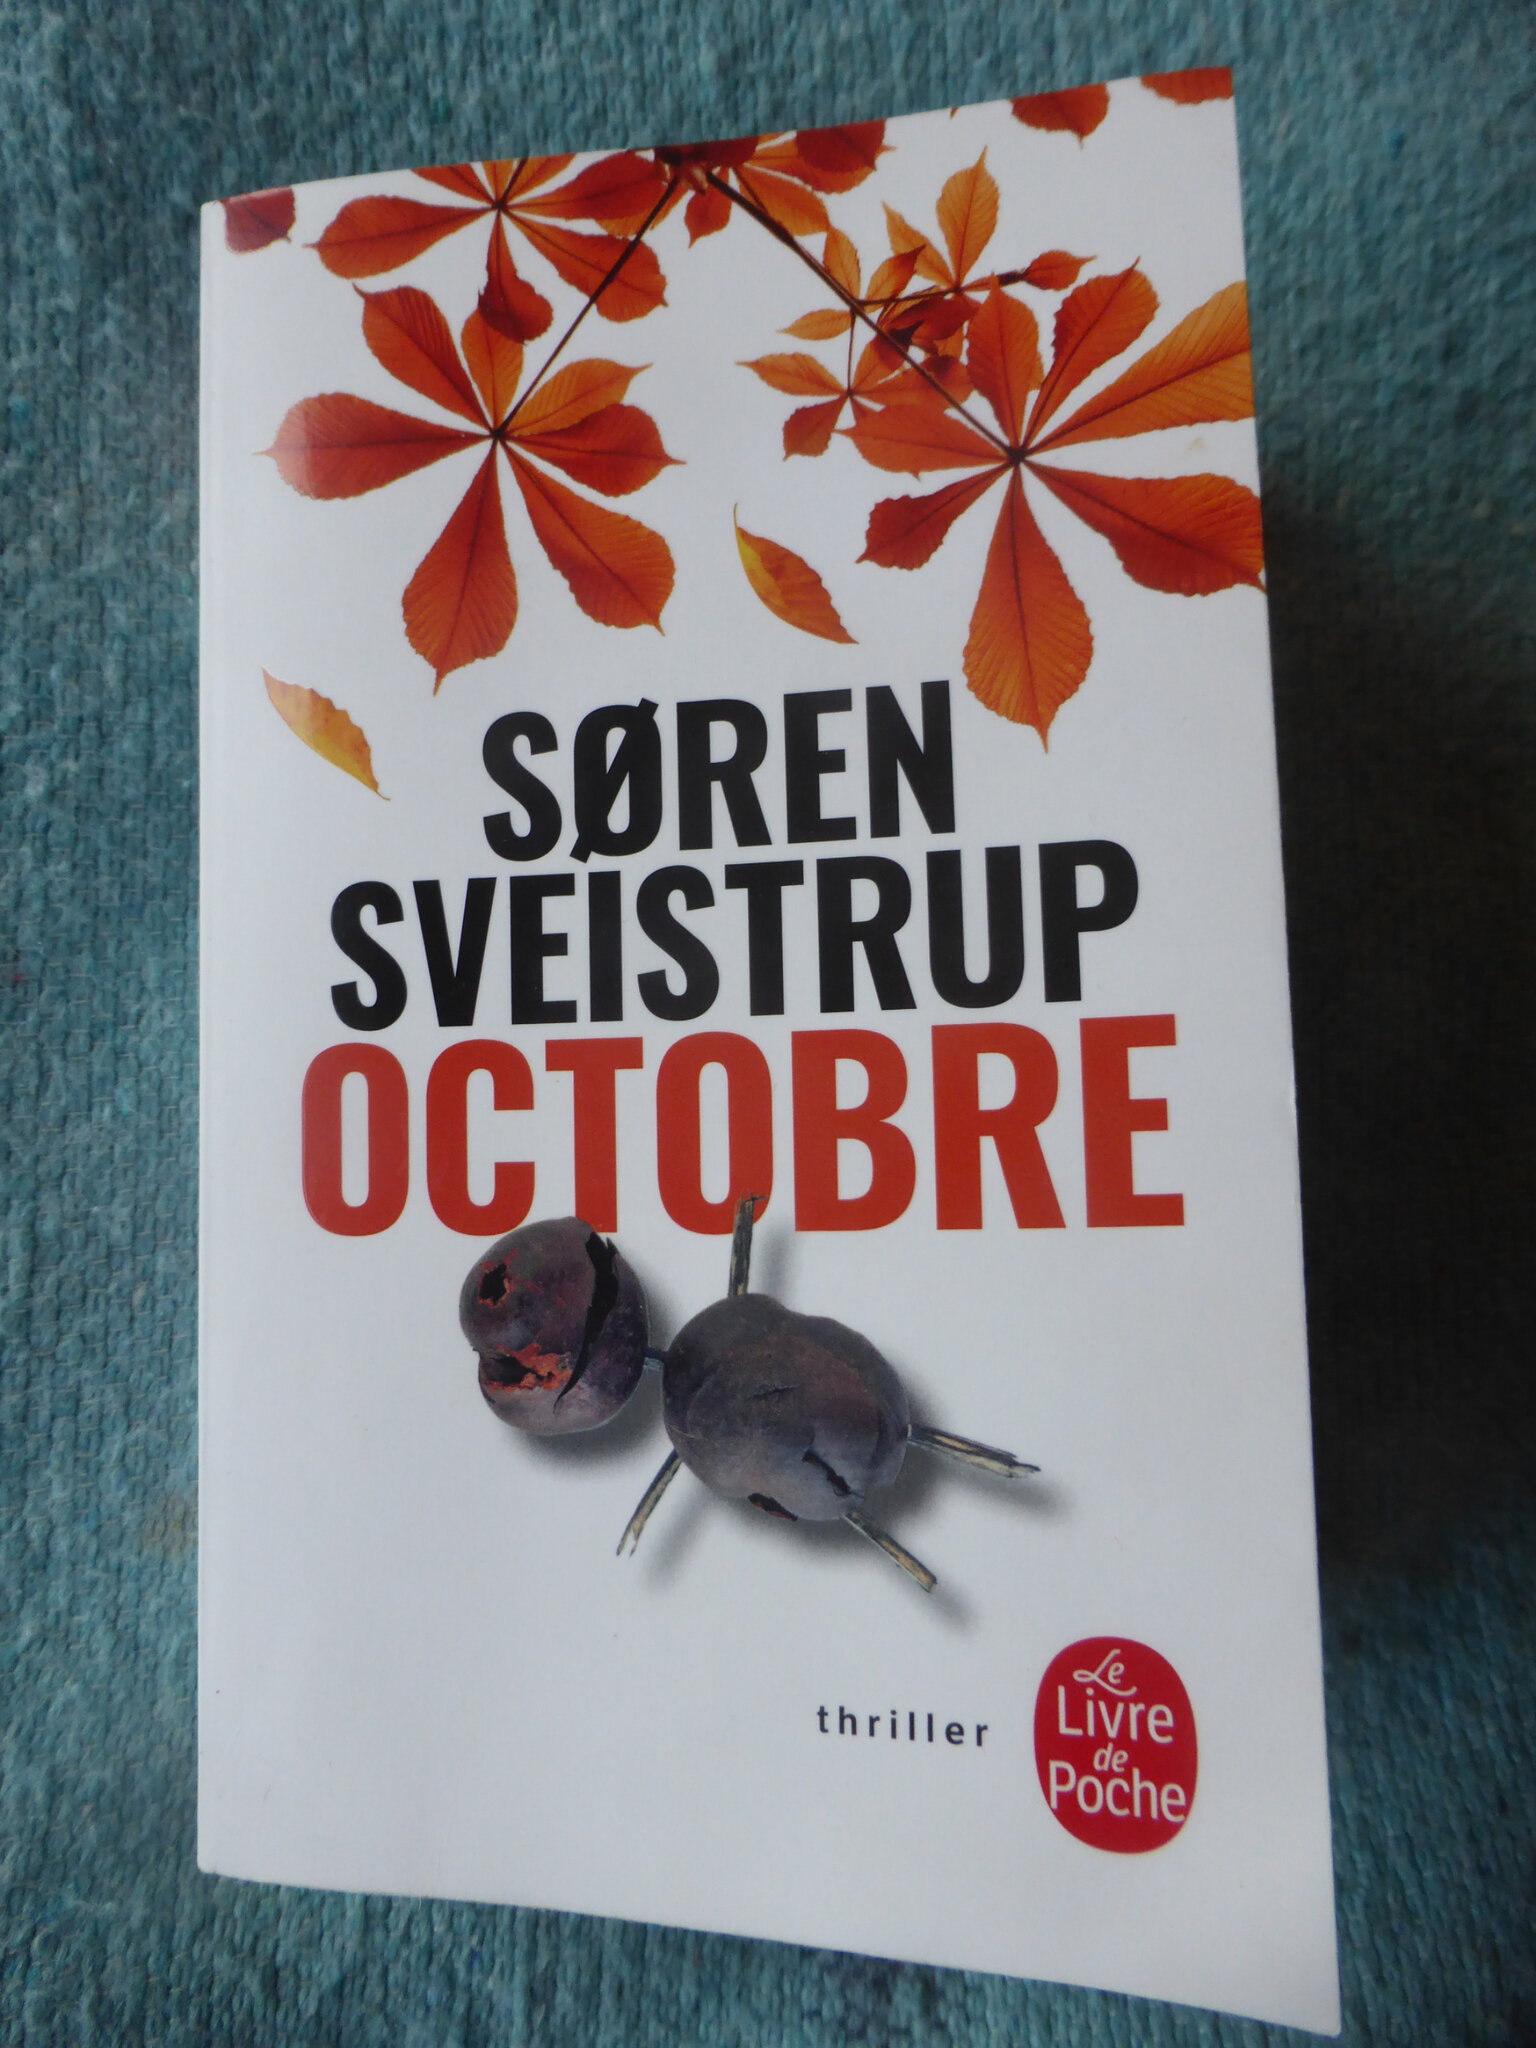 SØREN
SVEISTRUP
OCTOBRE
thriller
Le
Livre
de
Poche